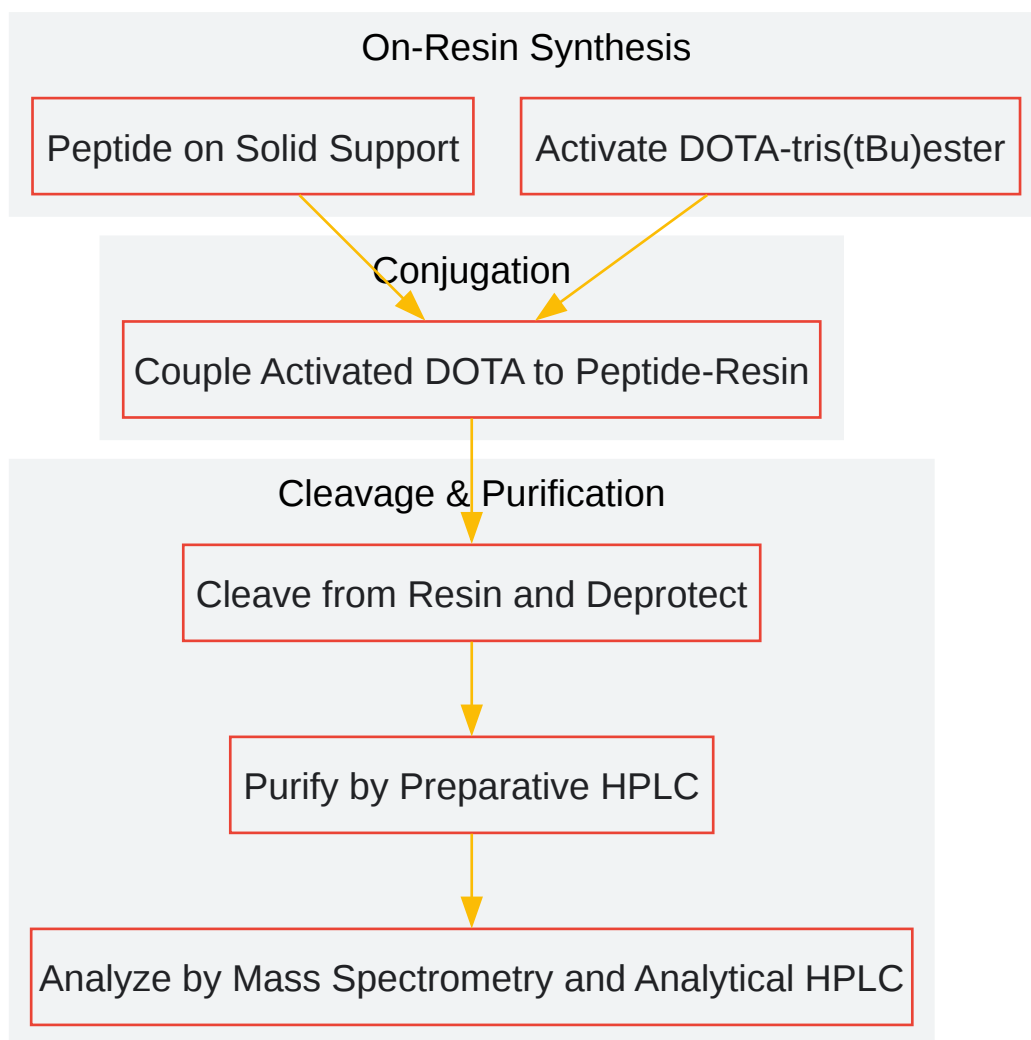 On-Resin Synthesis
Peptide on Solid Support
Activate DOTA-tris(tBu)ester
Conjugation
Couple Activated DOTA to Peptide-Resin
Cleavage & Purification
Cleave from Resin and Deprotect
Purify by Preparative HPLC
Analyze by Mass Spectrometry and Analytical HPLC